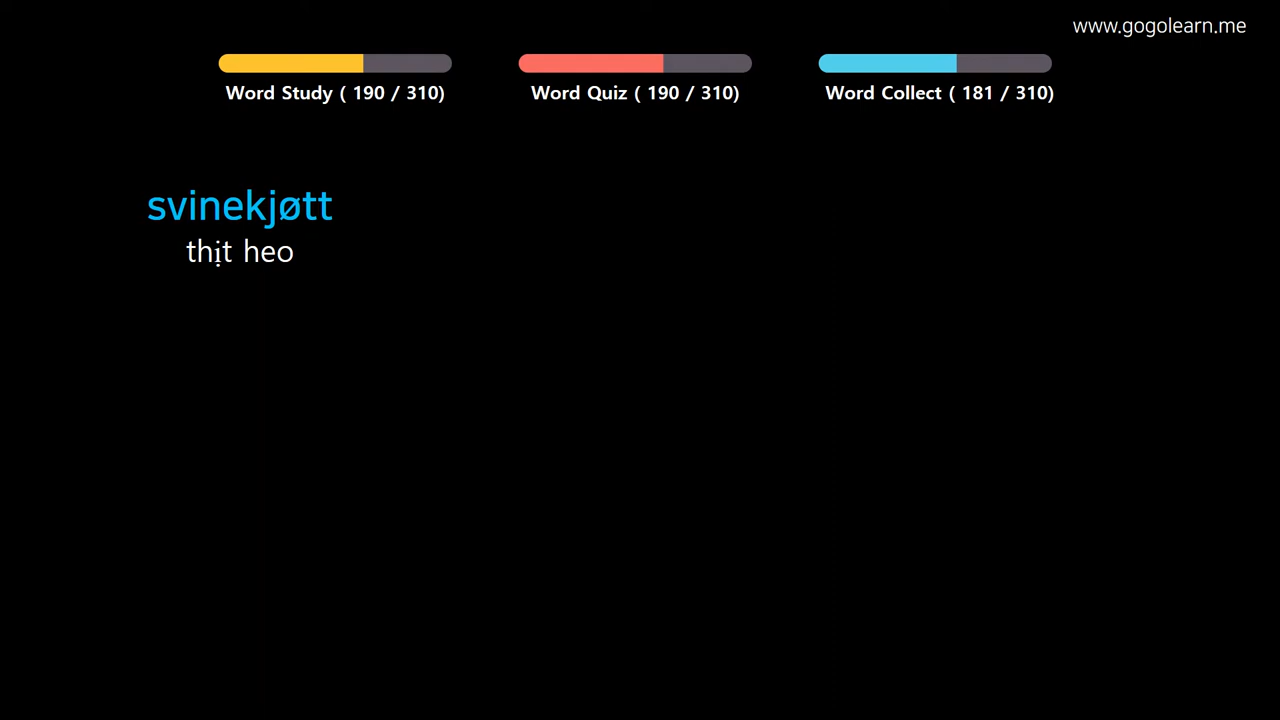 www.gogolearn.me
Word Study ( 190 / 310)
Word Quiz ( 190 / 310)
Word Collect ( 181 / 310)
svinekjøtt
thịt heo